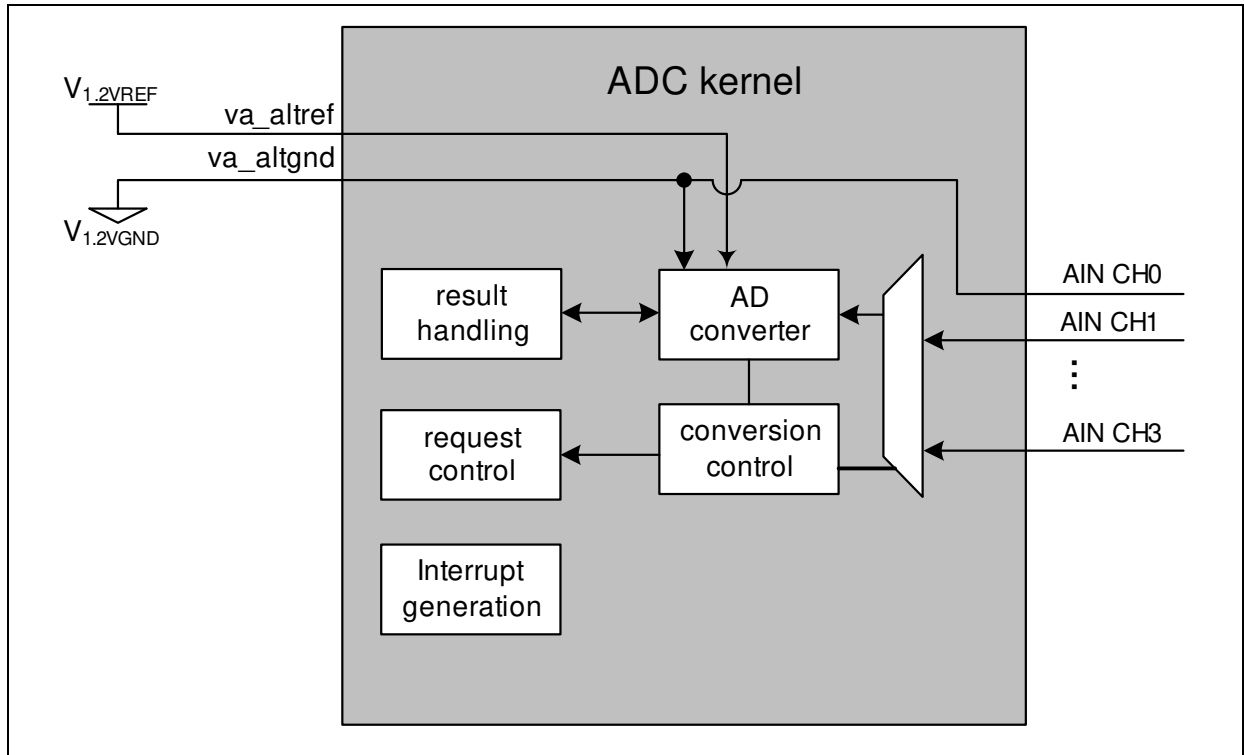 ADC kernel
V1.2VREF
va_altref
va_altgnd
V1.2VGND
result
handling
AD
converter
AIN CH0
AIN CH1
⋮
AIN CH3
request
control
conversion
control
Interrupt
generation